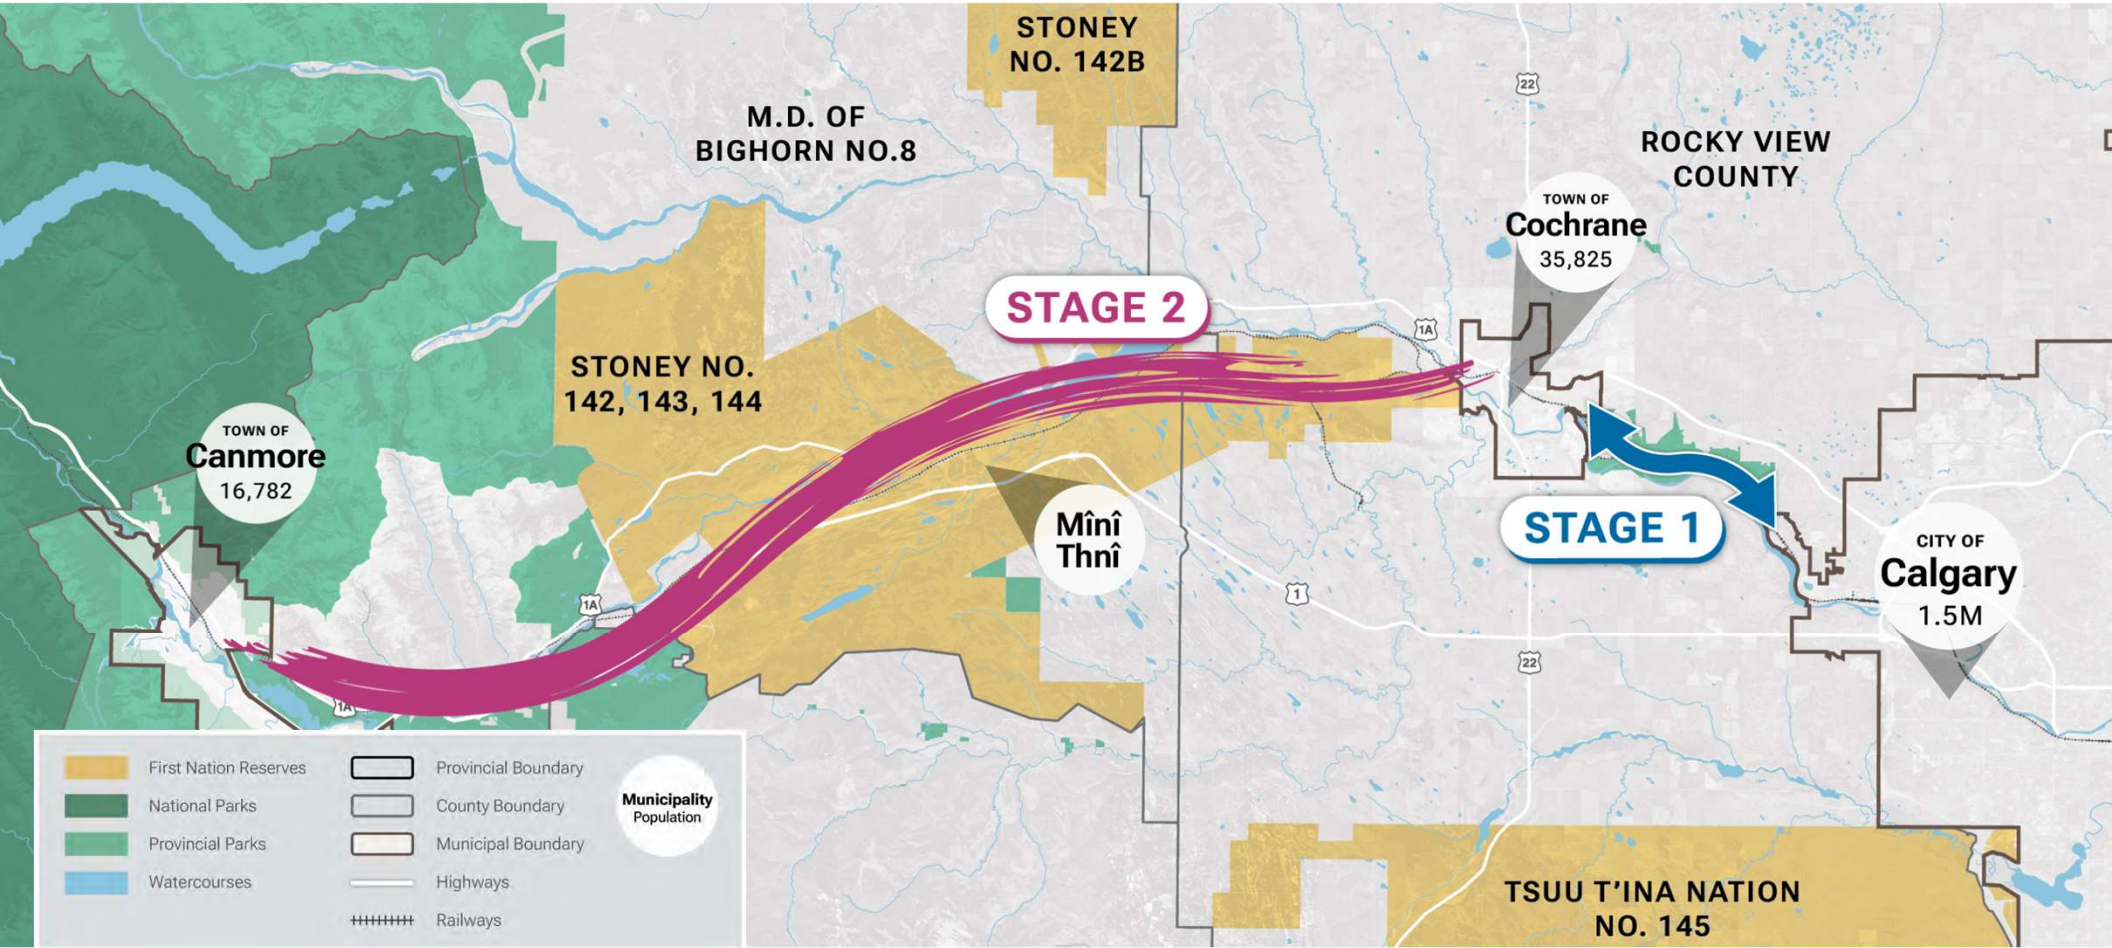 STONEY
NO. 142B
22
M.D. OF
BIGHORN NO.8
ROCKY VIEW
COUNTY
TOWN OF
Cochrane
35,825
STAGE 2
1A
STONEY NO.
142, 143, 144
TOWN OF
Canmore
16,782
Mînî
Thnî
STAGE 1
CITY OF
Calgary
1.5M
1A
1
22
1A
First Nation Reserves
National Parks
Provincial Parks
Watercourses
Provincial Boundary
County Boundary
Municipal Boundary
Highways
Railways
Municipality
Population
TSUU T'INA NATION
NO. 145